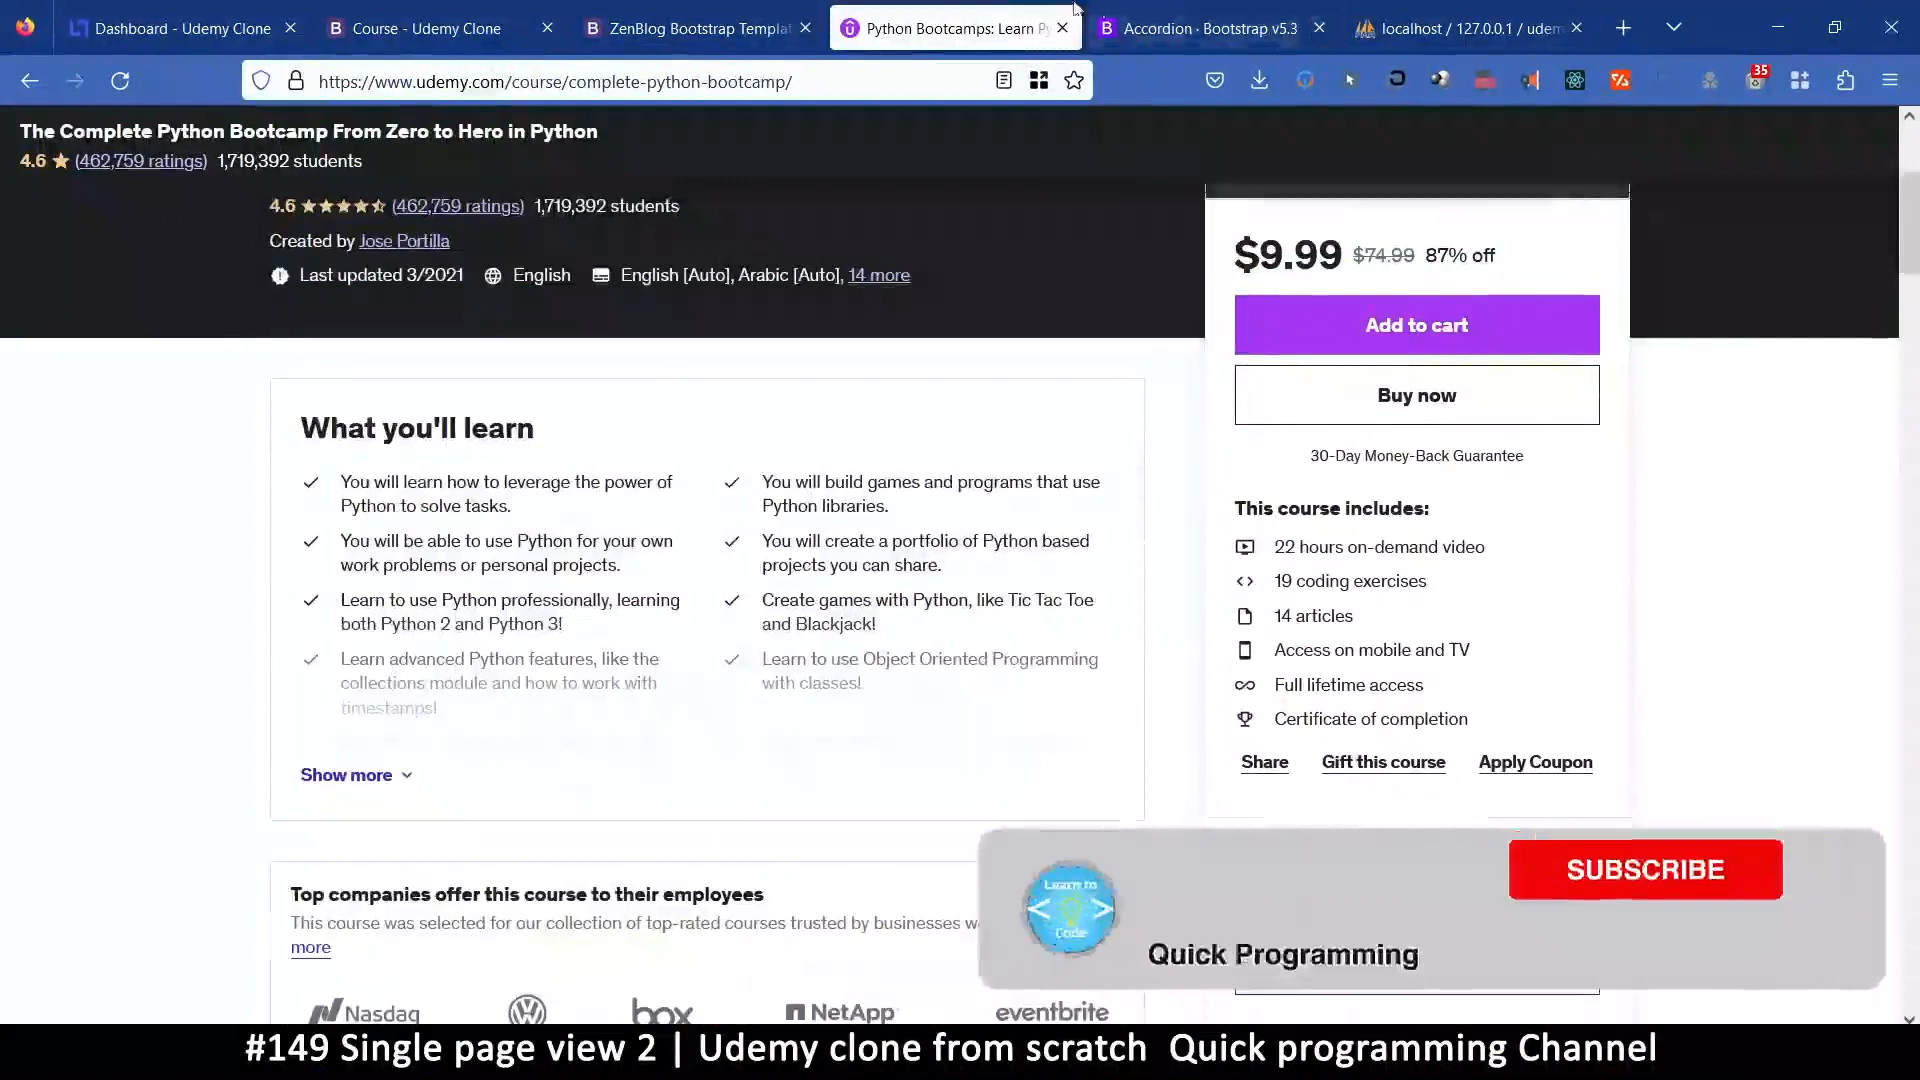 Dashboard - Udemy Clone
Course - Udemy Clone
ZenBlog Bootstrap Templat
Python Bootcamps: Learn Py
Accordion · Bootstrap v5.3
localhost / 127.0.0.1 / udem
https://www.udemy.com/course/complete-python-bootcamp/
35
The Complete Python Bootcamp From Zero to Hero in Python
4.6 ★ (462,759 ratings) 1,719,392 students
4.6 (462,759 ratings) 1,719,392 students
Created by Jose Portilla
Last updated 3/2021 English English [Auto], Arabic [Auto], 14 more
What you'll learn
You will learn how to leverage the power of
Python to solve tasks.
You will be able to use Python for your own
work problems or personal projects.
Learn to use Python professionally, learning
both Python 2 and Python 3!
Learn advanced Python features, like the
collections module and how to work with
timestamps!
You will build games and programs that use
Python libraries.
You will create a portfolio of Python based
projects you can share.
Create games with Python, like Tic Tac Toe
and Blackjack!
Learn to use Object Oriented Programming
with classes!
Show more
Top companies offer this course to their employees
This course was selected for our collection of top-rated courses trusted by businesses
more
Nasdaq
box
NetApp
eventbrite
$9.99 $74.99 87% off
Add to cart
Buy now
30-Day Money-Back Guarantee
This course includes:
22 hours on-demand video
19 coding exercises
14 articles
Access on mobile and TV
Full lifetime access
Certificate of completion
Share Gift this course Apply Coupon
SUBSCRIBE
Learn to
Code
Quick Programming
#149 Single page view 2 | Udemy clone from scratch Quick programming Channel